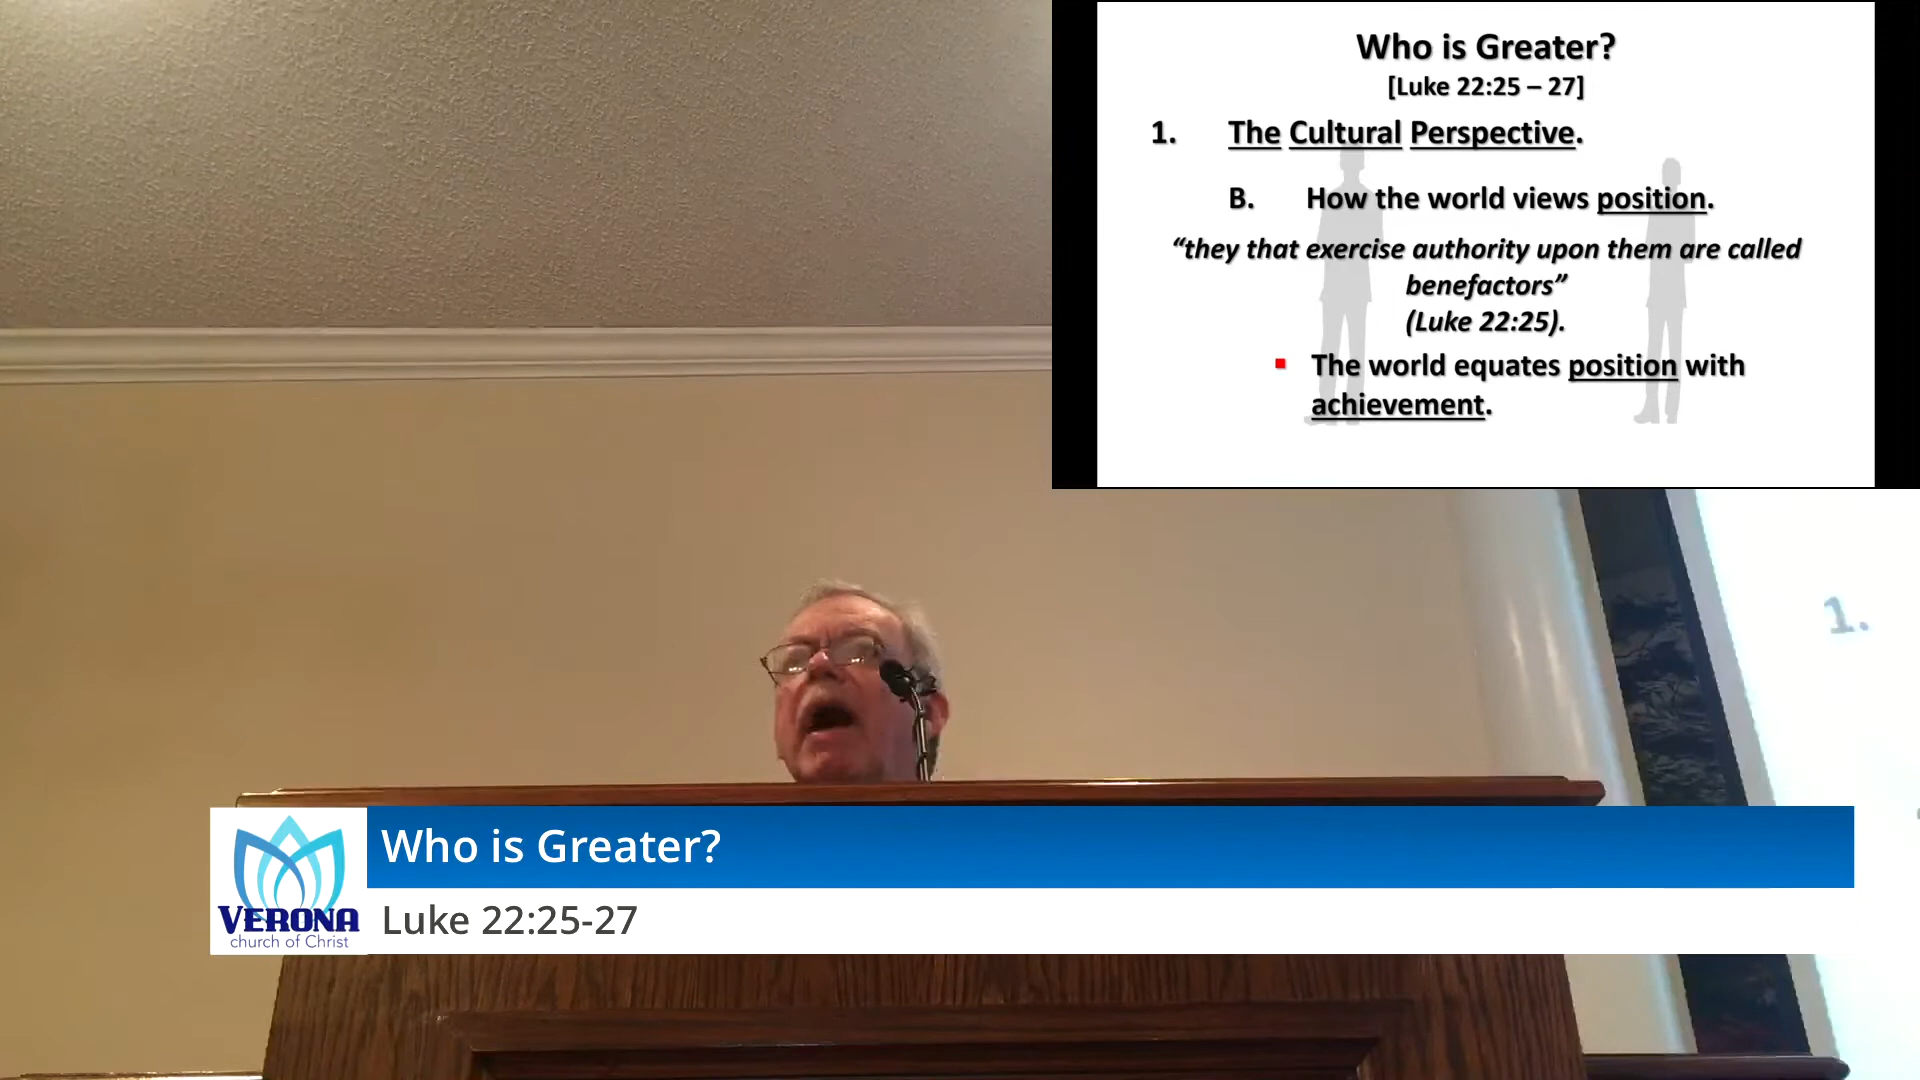 Who is Greater?
[Luke 22:25 – 27]
1. The Cultural Perspective.
B. How the world views position.
“they that exercise authority upon them are called
benefactors”
(Luke 22:25).
▪ The world equates position with
achievement.
1.
Who is Greater?
VERONA
church of Christ
Luke 22:25-27